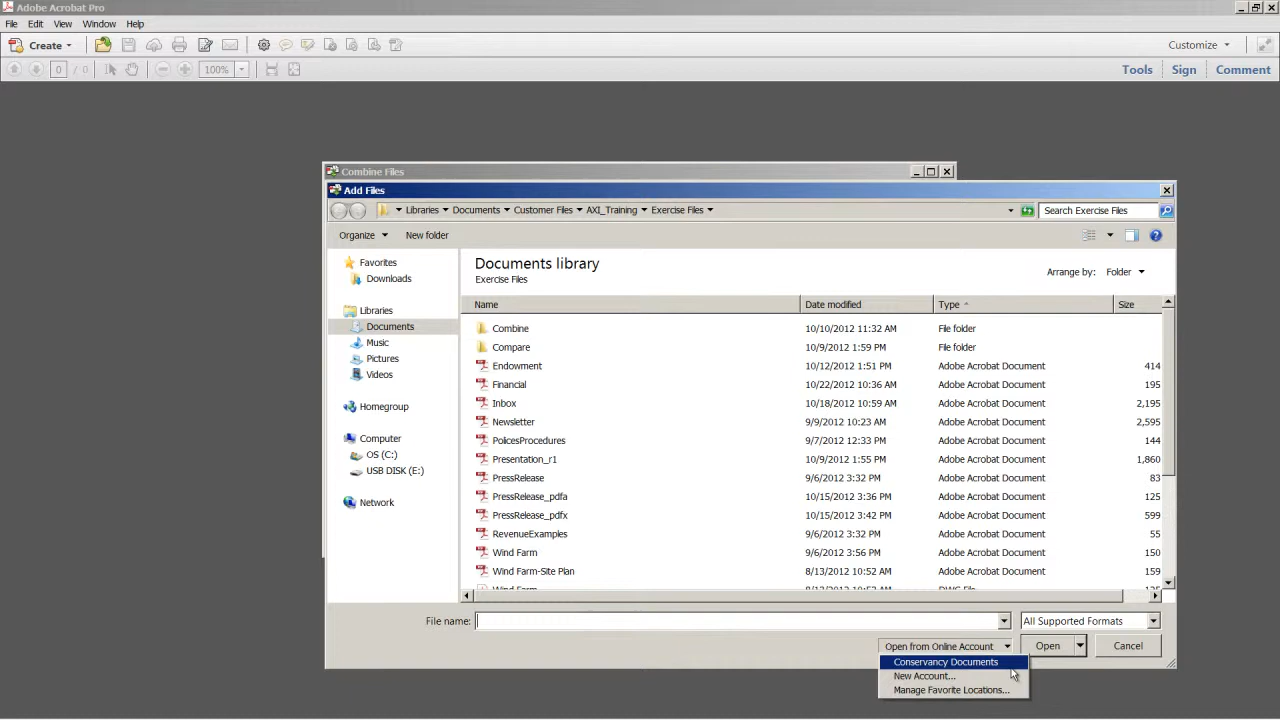 Adobe Acrobat Pro
File Edit View Window Help
Create Customize
0 / 0 100% Tools Sign Comment
Combine Files
Add Files
Libraries Documents Customer Files AXI_Training Exercise Files Search Exercise Files
Organize New folder
Favorites
Downloads
Libraries
Documents
Music
Pictures
Videos
Homegroup
Computer
OS (C:)
USB DISK (E:)
Network
Documents library
Exercise Files
Arrange by: Folder
Name Date modified Type Size
Combine 10/10/2012 11:32 AM File folder
Compare 10/9/2012 1:59 PM File folder
Endowment 10/12/2012 1:51 PM Adobe Acrobat Document 414
Financial 10/22/2012 10:36 AM Adobe Acrobat Document 195
Inbox 10/18/2012 10:59 AM Adobe Acrobat Document 2,195
Newsletter 9/9/2012 10:23 AM Adobe Acrobat Document 2,595
PolicesProcedures 9/7/2012 12:33 PM Adobe Acrobat Document 144
Presentation_r1 10/9/2012 1:55 PM Adobe Acrobat Document 1,860
PressRelease 9/6/2012 3:32 PM Adobe Acrobat Document 83
PressRelease_pdfa 10/15/2012 3:36 PM Adobe Acrobat Document 125
PressRelease_pdfx 10/15/2012 3:42 PM Adobe Acrobat Document 599
RevenueExamples 9/6/2012 3:32 PM Adobe Acrobat Document 55
Wind Farm 9/6/2012 3:56 PM Adobe Acrobat Document 150
Wind Farm-Site Plan 8/13/2012 10:52 AM Adobe Acrobat Document 159
Wind Farm
File name: All Supported Formats
Open from Online Account Open Cancel
Conservancy Documents
New Account...
Manage Favorite Locations...